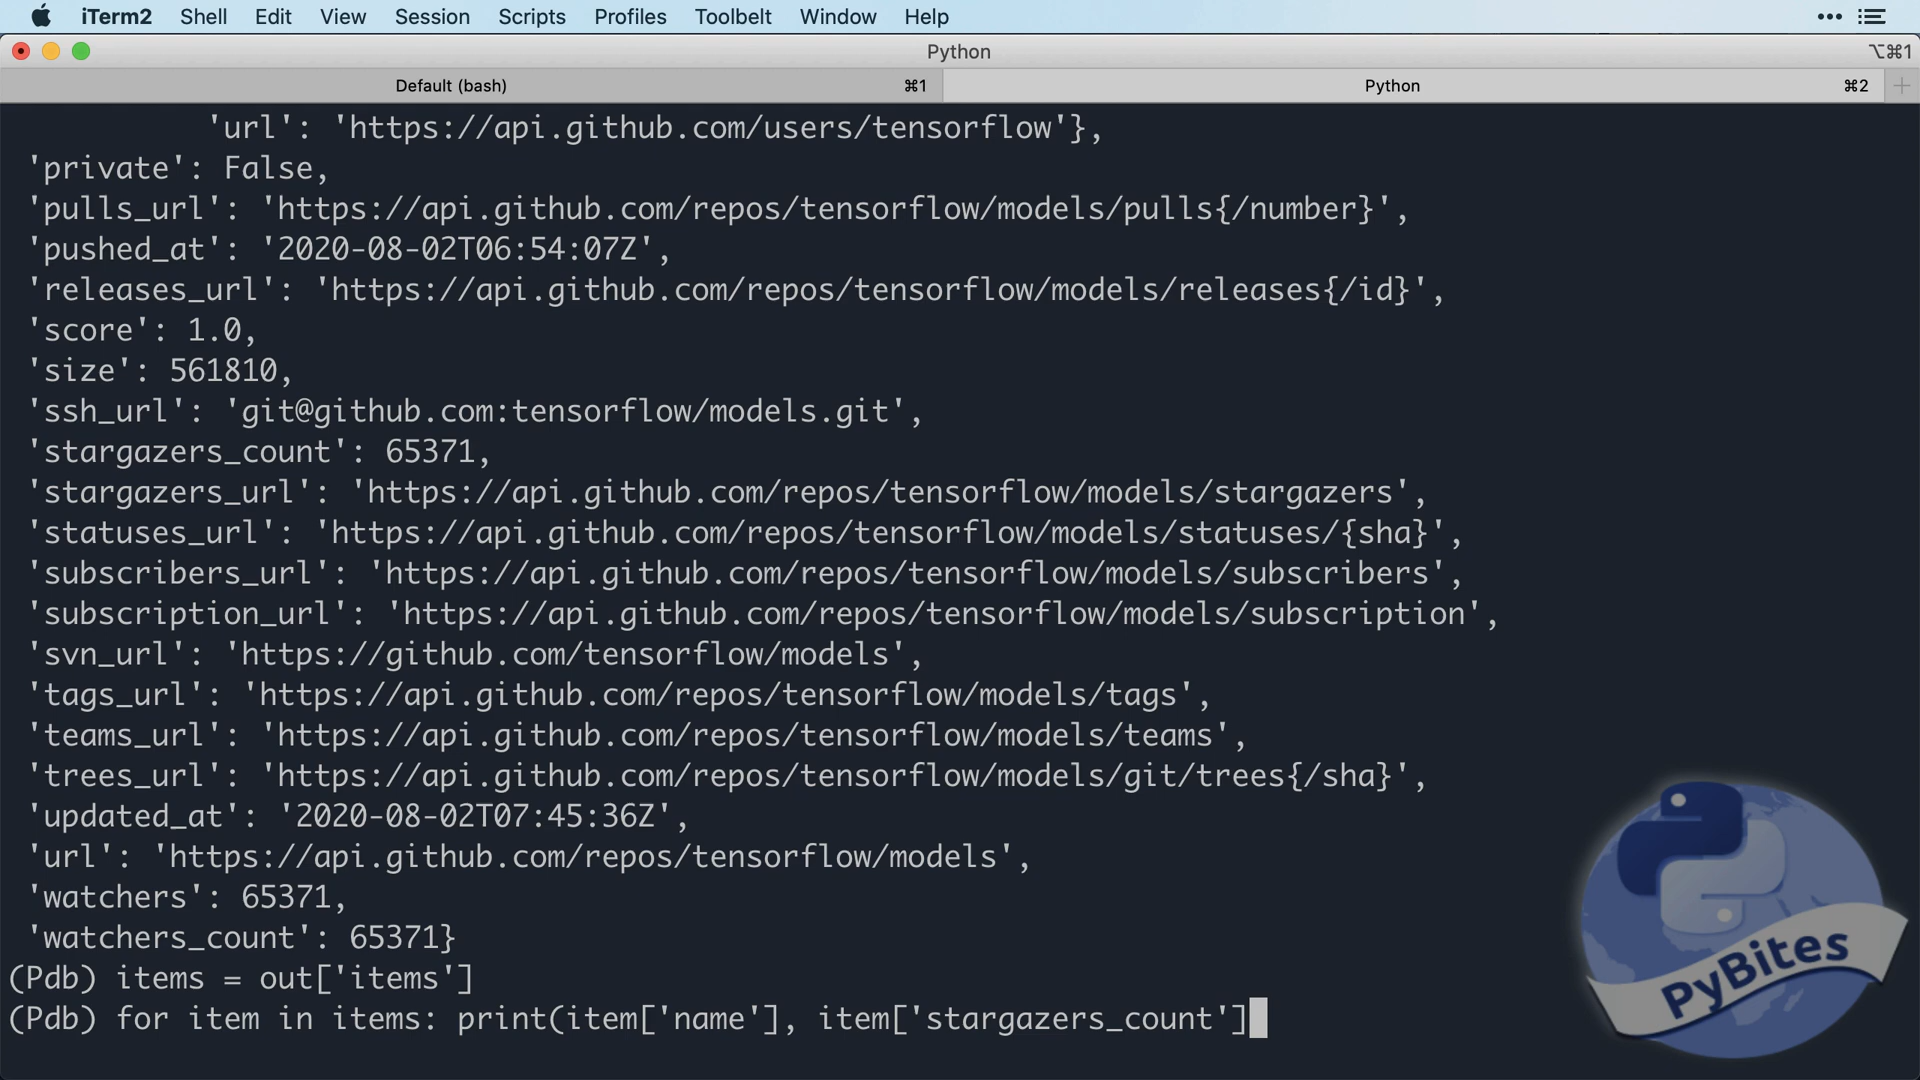 iTerm2 Shell Edit View Session Scripts Profiles Toolbelt Window Help
Python ⌥⌘1
Default (bash) ⌘1 Python ⌘2
'url': 'https://api.github.com/users/tensorflow'},
'private': False,
'pulls_url': 'https://api.github.com/repos/tensorflow/models/pulls{/number}',
'pushed_at': '2020-08-02T06:54:07Z',
'releases_url': 'https://api.github.com/repos/tensorflow/models/releases{/id}',
'score': 1.0,
'size': 561810,
'ssh_url': 'git@github.com:tensorflow/models.git',
'stargazers_count': 65371,
'stargazers_url': 'https://api.github.com/repos/tensorflow/models/stargazers',
'statuses_url': 'https://api.github.com/repos/tensorflow/models/statuses/{sha}',
'subscribers_url': 'https://api.github.com/repos/tensorflow/models/subscribers',
'subscription_url': 'https://api.github.com/repos/tensorflow/models/subscription',
'svn_url': 'https://github.com/tensorflow/models',
'tags_url': 'https://api.github.com/repos/tensorflow/models/tags',
'teams_url': 'https://api.github.com/repos/tensorflow/models/teams',
'trees_url': 'https://api.github.com/repos/tensorflow/models/git/trees{/sha}',
'updated_at': '2020-08-02T07:45:36Z',
'url': 'https://api.github.com/repos/tensorflow/models',
'watchers': 65371,
'watchers_count': 65371}
(Pdb) items = out['items']
(Pdb) for item in items: print(item['name'], item['stargazers_count']
PyBites